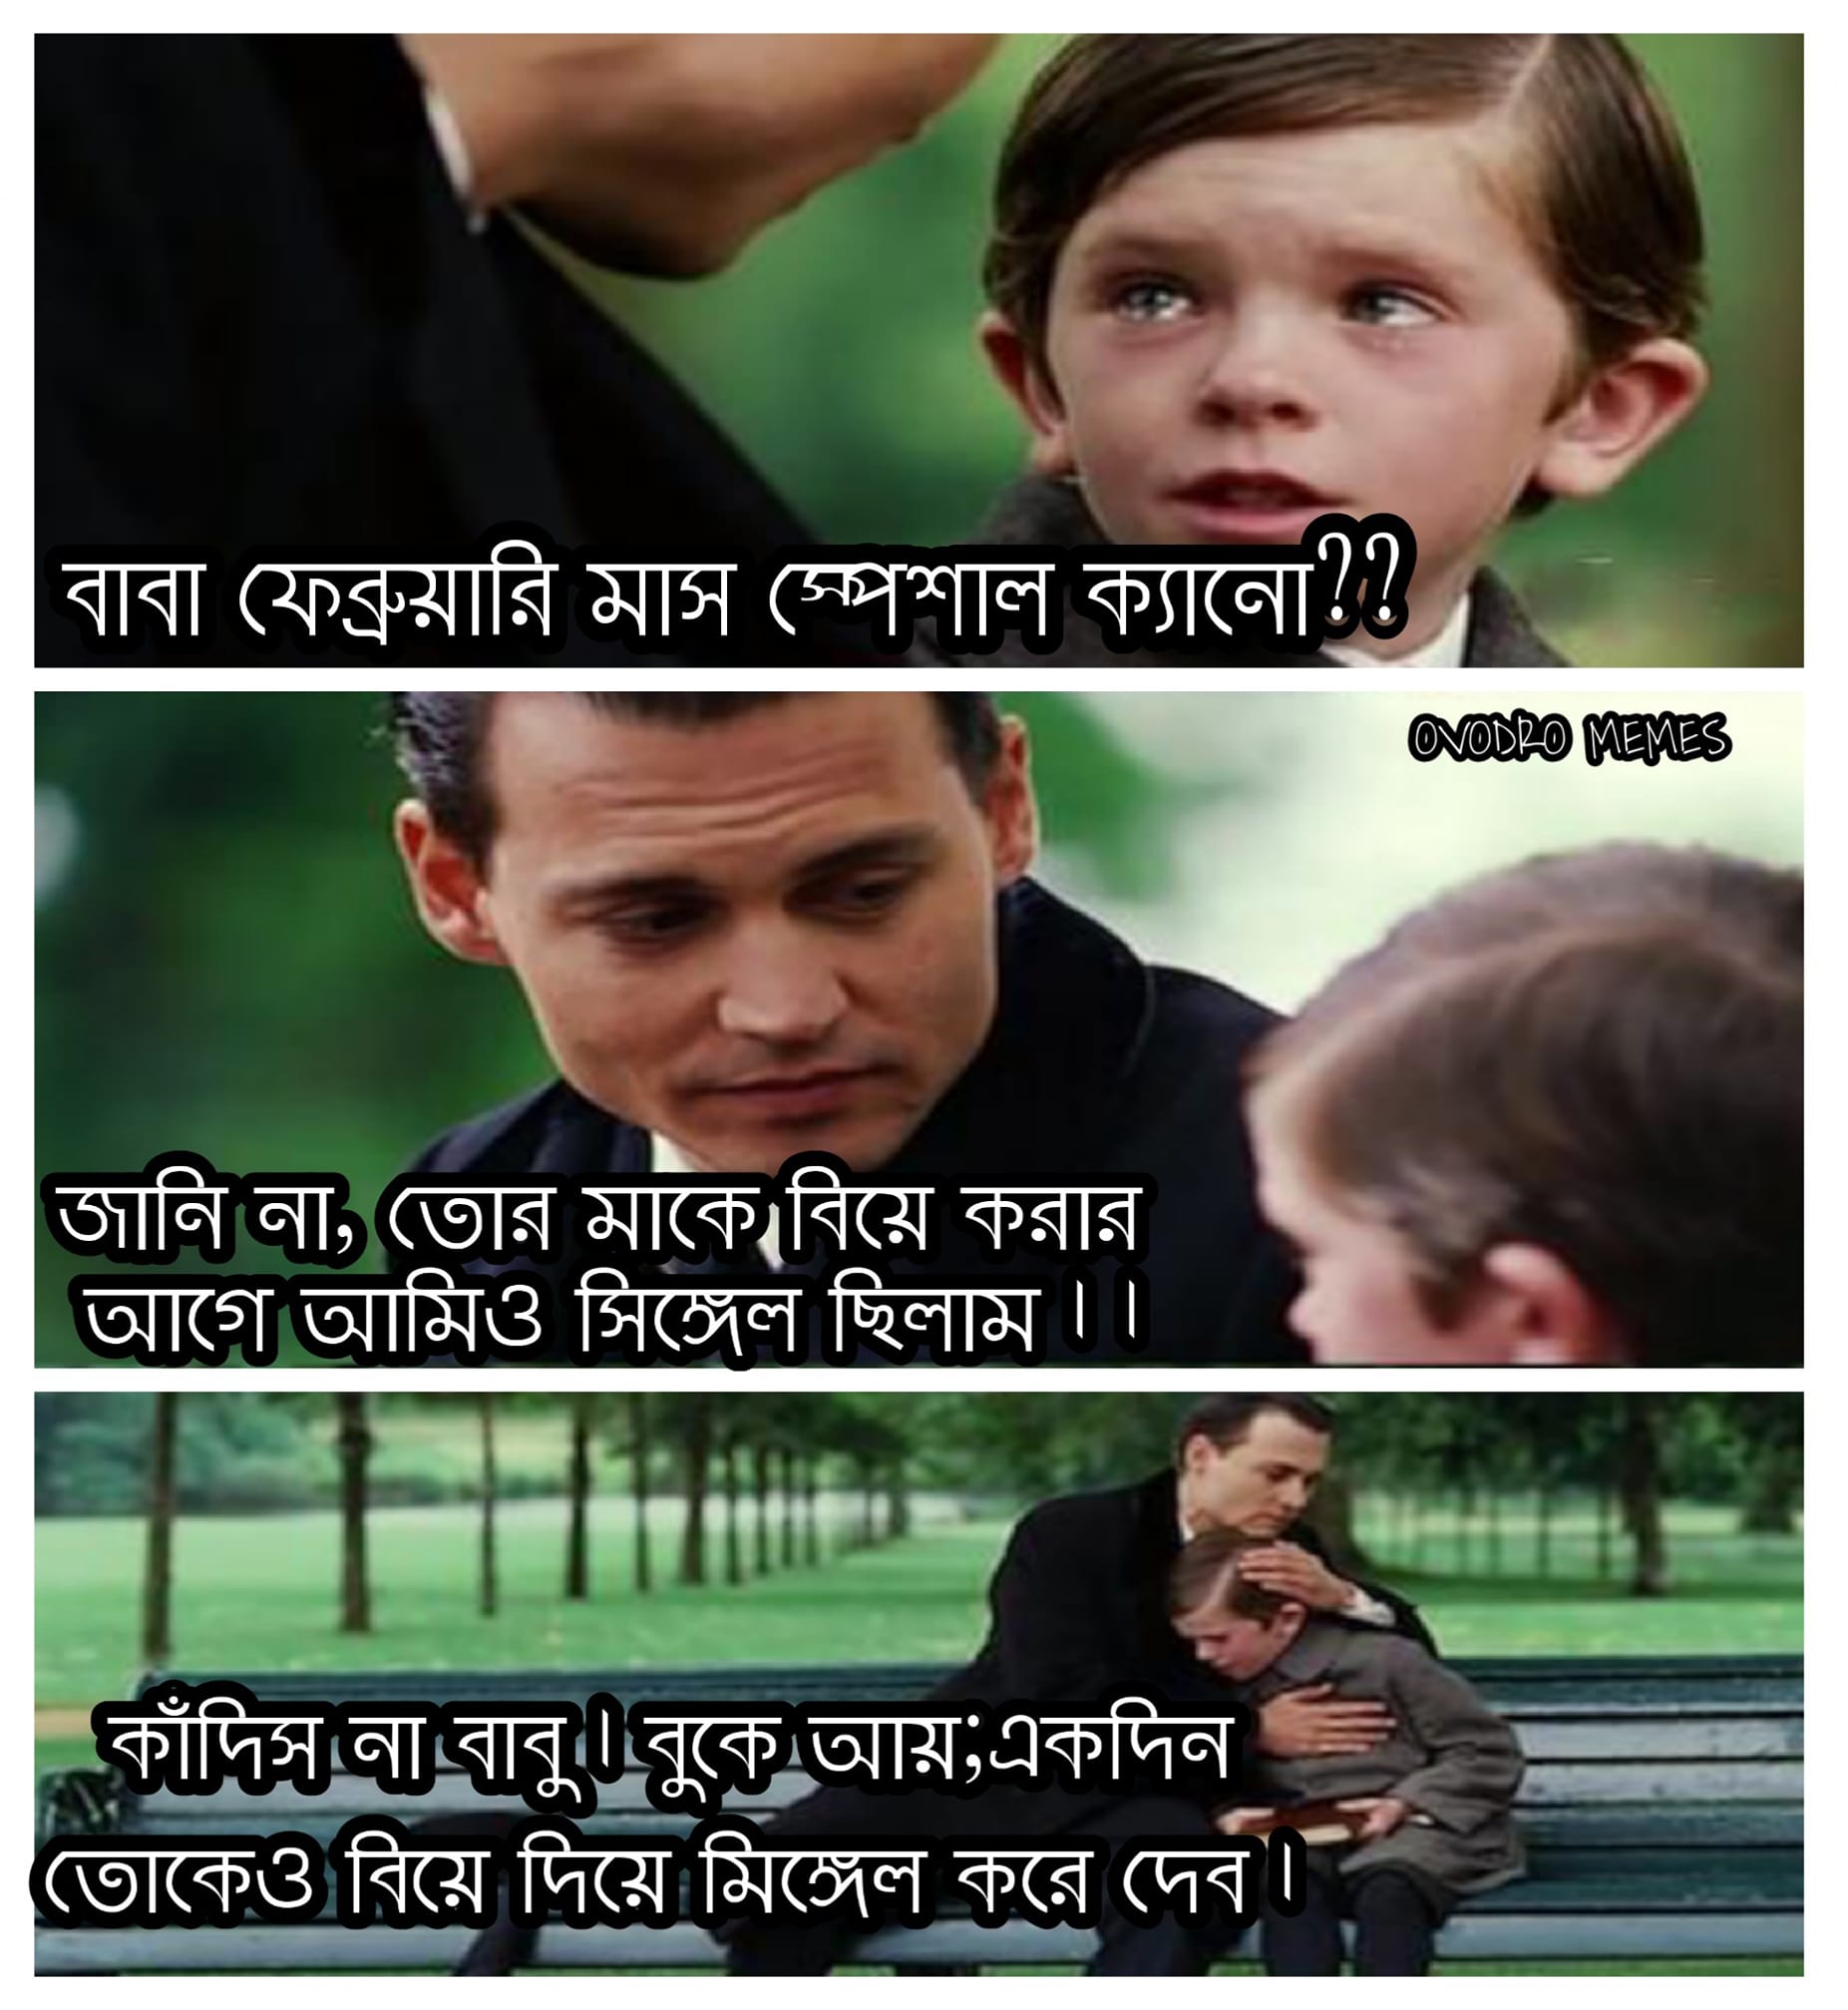 বাবা ফেব্রুয়ারি মাস স্পেশাল ক্যানো??
OVODRO MEMES
জানি না, তোর মাকে বিয়ে করার
আগে আমিও সিঙ্গেল ছিলাম।।
কাঁদিস না বাবু। বুকে আয়;একদিন
তোকেও বিয়ে দিয়ে মিঙ্গেল করে দেব।